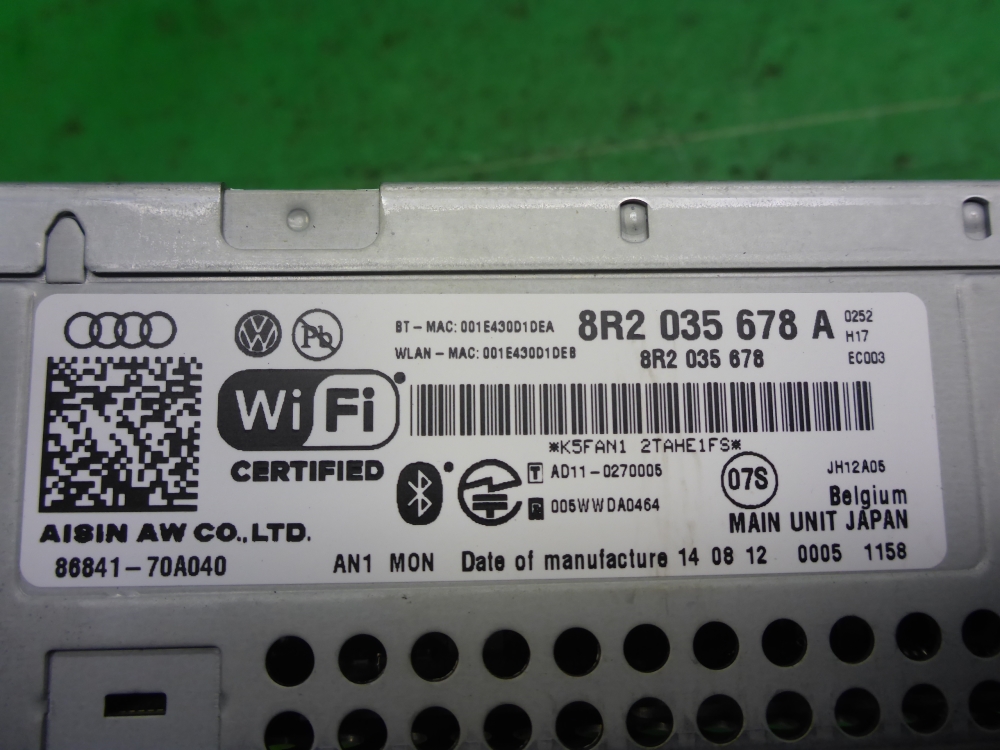 BT-MAC: 001E430D1DEA
WLAN-MAC: 001E430D1DEB
8R2 035 678 A
8R2 035 678
0252
H17
EC003
VW
Pb
Wi Fi
CERTIFIED
*K5FAN1 2TAHE1FS*
T AD11-0270005
R 005WWDA0464
07S
JH12A05
Belgium
MAIN UNIT JAPAN
AISIN AW CO.,LTD.
86841-70A040
AN1 MON Date of manufacture 14 08 12 0005 1158